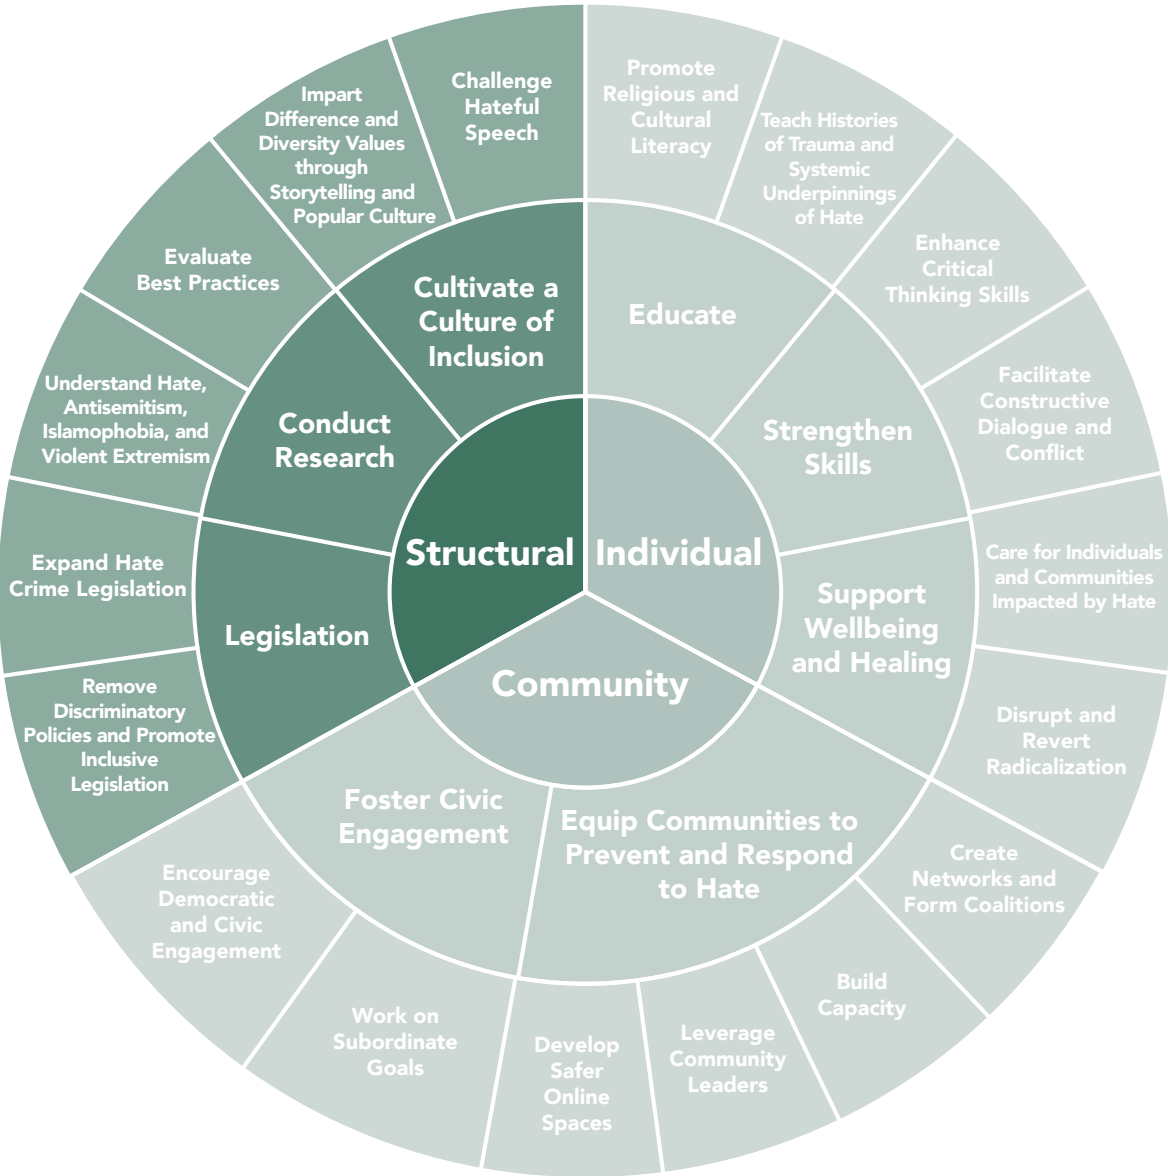 Structural
Individual
Community
Cultivate a
Culture of
Inclusion
Conduct
Research
Legislation
Educate
Strengthen
Skills
Support
Wellbeing
and Healing
Equip Communities to
Prevent and Respond
to Hate
Foster Civic
Engagement
Challenge
Hateful
Speech
Impart
Difference and
Diversity Values
through
Storytelling and
Popular Culture
Evaluate
Best Practices
Understand Hate,
Antisemitism,
Islamophobia, and
Violent Extremism
Expand Hate
Crime Legislation
Remove
Discriminatory
Policies and Promote
Inclusive
Legislation
Promote
Religious and
Cultural
Literacy
Teach Histories
of Trauma and
Systemic
Underpinnings
of Hate
Enhance
Critical
Thinking Skills
Facilitate
Constructive
Dialogue and
Conflict
Care for Individuals
and Communities
Impacted by Hate
Disrupt and
Revert
Radicalization
Create
Networks and
Form Coalitions
Build
Capacity
Leverage
Community
Leaders
Develop
Safer
Online
Spaces
Work on
Subordinate
Goals
Encourage
Democratic
and Civic
Engagement